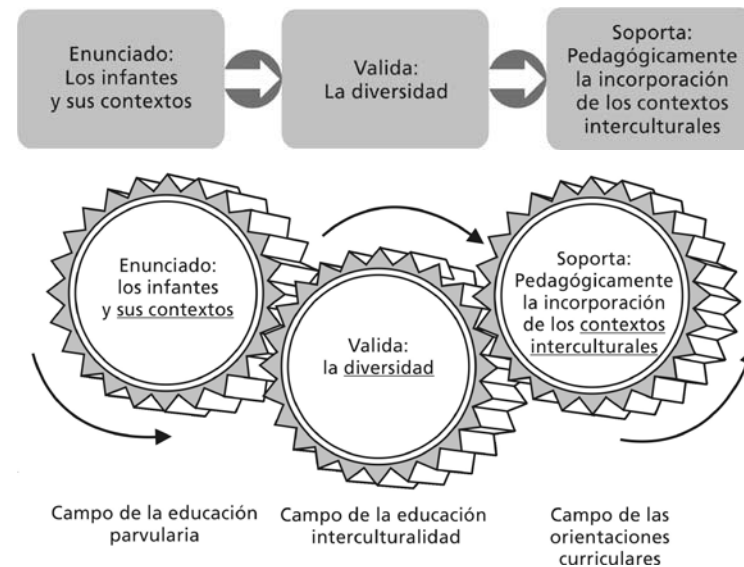 Enunciado:
Los infantes
y sus contextos
Valida:
La diversidad
Soporta:
Pedagógicamente
la incorporación
de los contextos
interculturales
Enunciado:
los infantes
y sus contextos
Valida:
la diversidad
Soporta:
Pedagógicamente
la incorporación
de los contextos
interculturales
Campo de la educación
parvularia
Campo de la educación
interculturalidad
Campo de las
orientaciones
curriculares